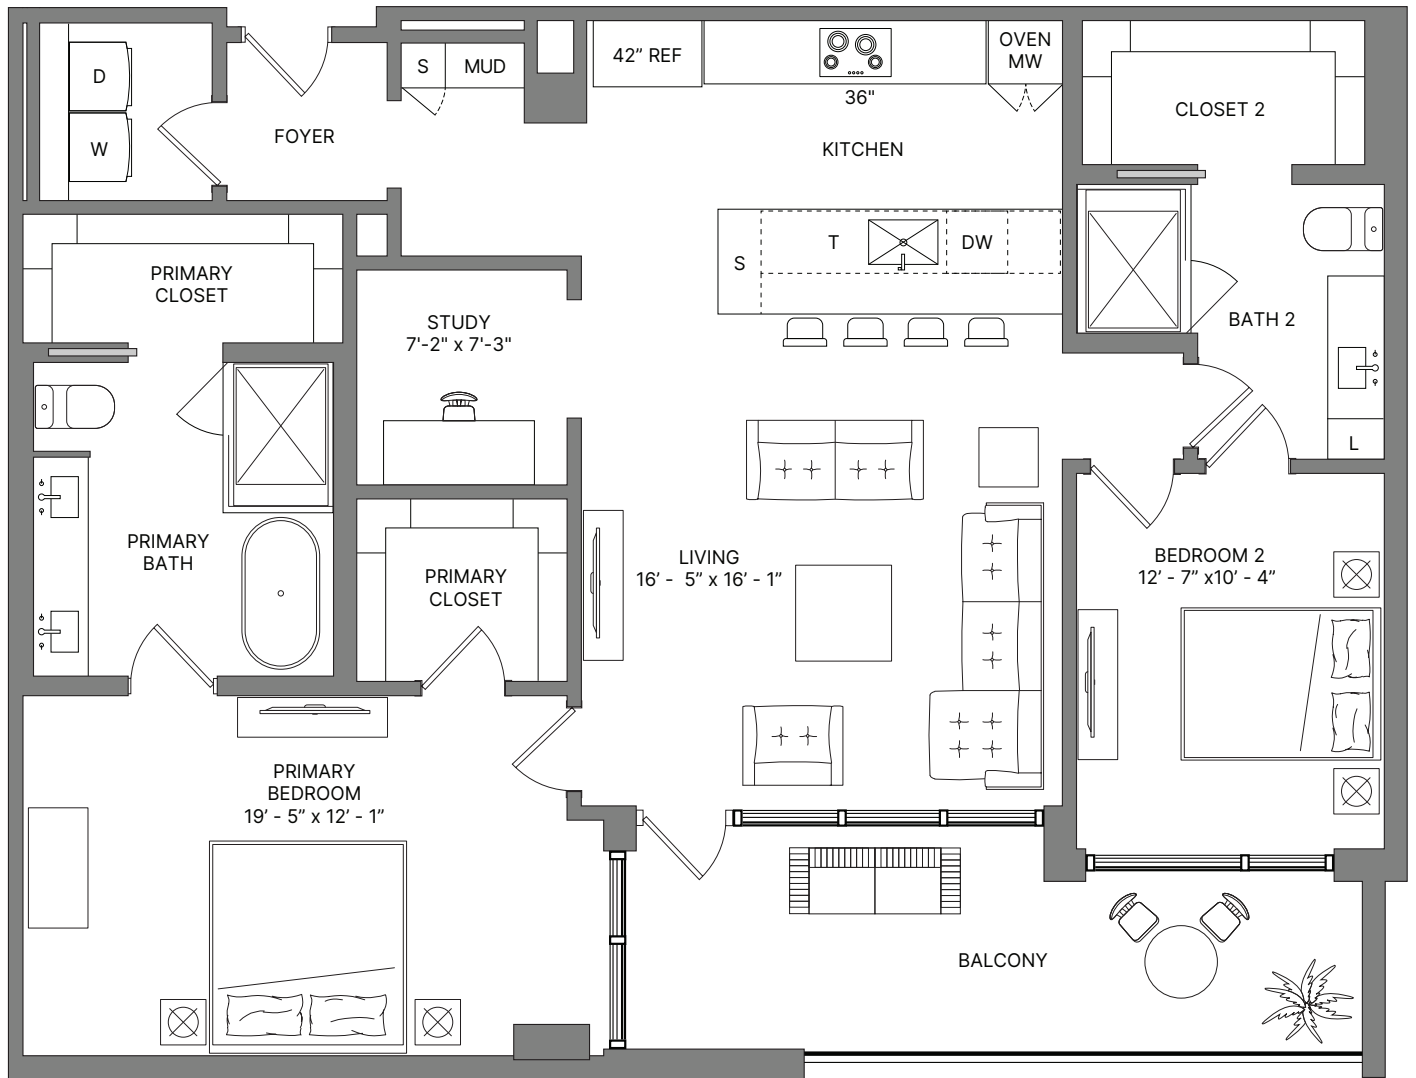 D
W
FOYER
S
MUD
42” REF
36"
OVEN
MW
KITCHEN
CLOSET 2
PRIMARY
CLOSET
STUDY
7'-2" x 7'-3"
S
T
DW
BATH 2
L
PRIMARY
BATH
PRIMARY
CLOSET
LIVING
16’ - 5” x 16’ - 1”
BEDROOM 2
12’ - 7” x10’ - 4”
PRIMARY
BEDROOM
19’ - 5” x 12’ - 1”
BALCONY